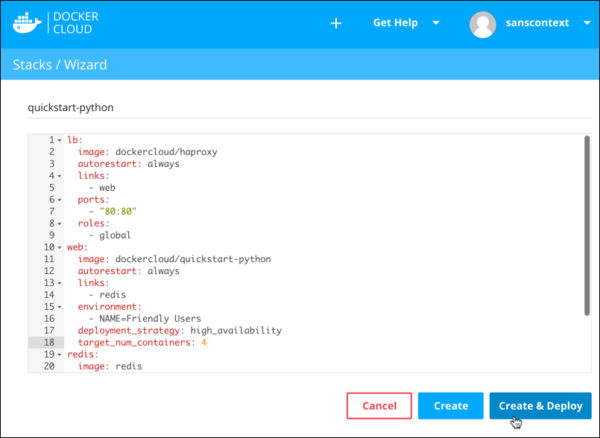 DOCKER
CLOUD
+ Get Help sanscontext
Stacks / Wizard
quickstart-python
1 lb:
2 image: dockercloud/haproxy
3 autorestart: always
4 links:
5 - web
6 ports:
7 - "80:80"
8 roles:
9 - global
10 web:
11 image: dockercloud/quickstart-python
12 autorestart: always
13 links:
14 - redis
15 environment:
16 - NAME=Friendly Users
17 deployment_strategy: high_availability
18 target_num_containers: 4
19 redis:
20 image: redis
Cancel Create Create & Deploy